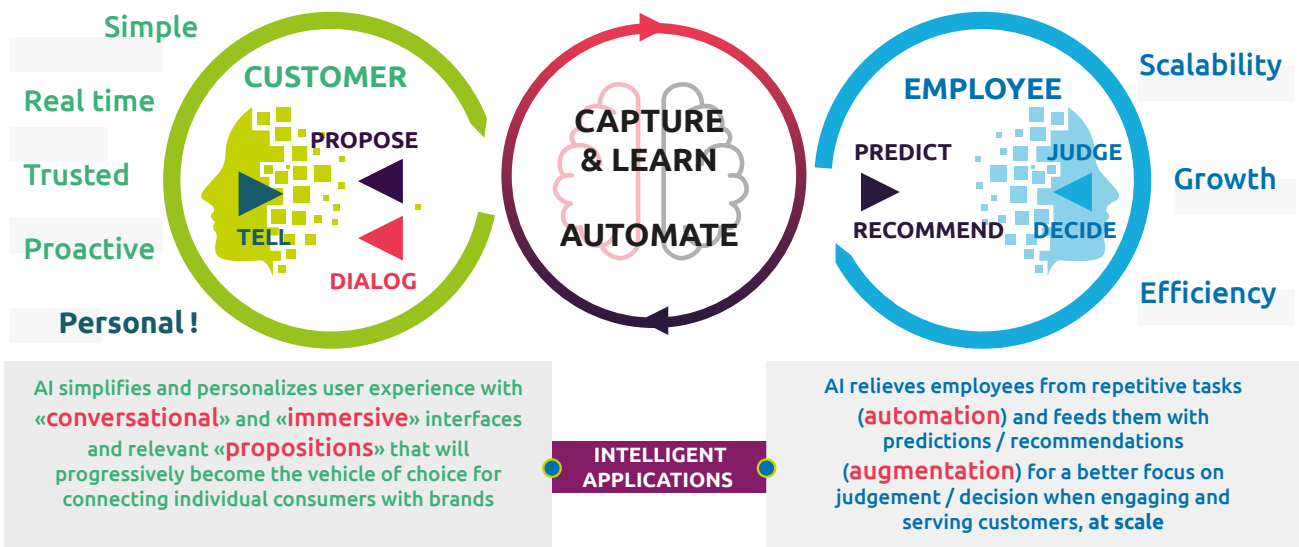 Simple
Real time
Trusted
Proactive
Personal !
CUSTOMER
PROPOSE
TELL
DIALOG
CAPTURE
& LEARN
AUTOMATE
EMPLOYEE
PREDICT
RECOMMEND
JUDGE
DECIDE
Scalability
Growth
Efficiency
AI simplifies and personalizes user experience with
«conversational» and «immersive» interfaces
and relevant «propositions» that will
progressively become the vehicle of choice for
connecting individual consumers with brands
INTELLIGENT
APPLICATIONS
AI relieves employees from repetitive tasks
(automation) and feeds them with
predictions / recommendations
(augmentation) for a better focus on
judgement / decision when engaging and
serving customers, at scale